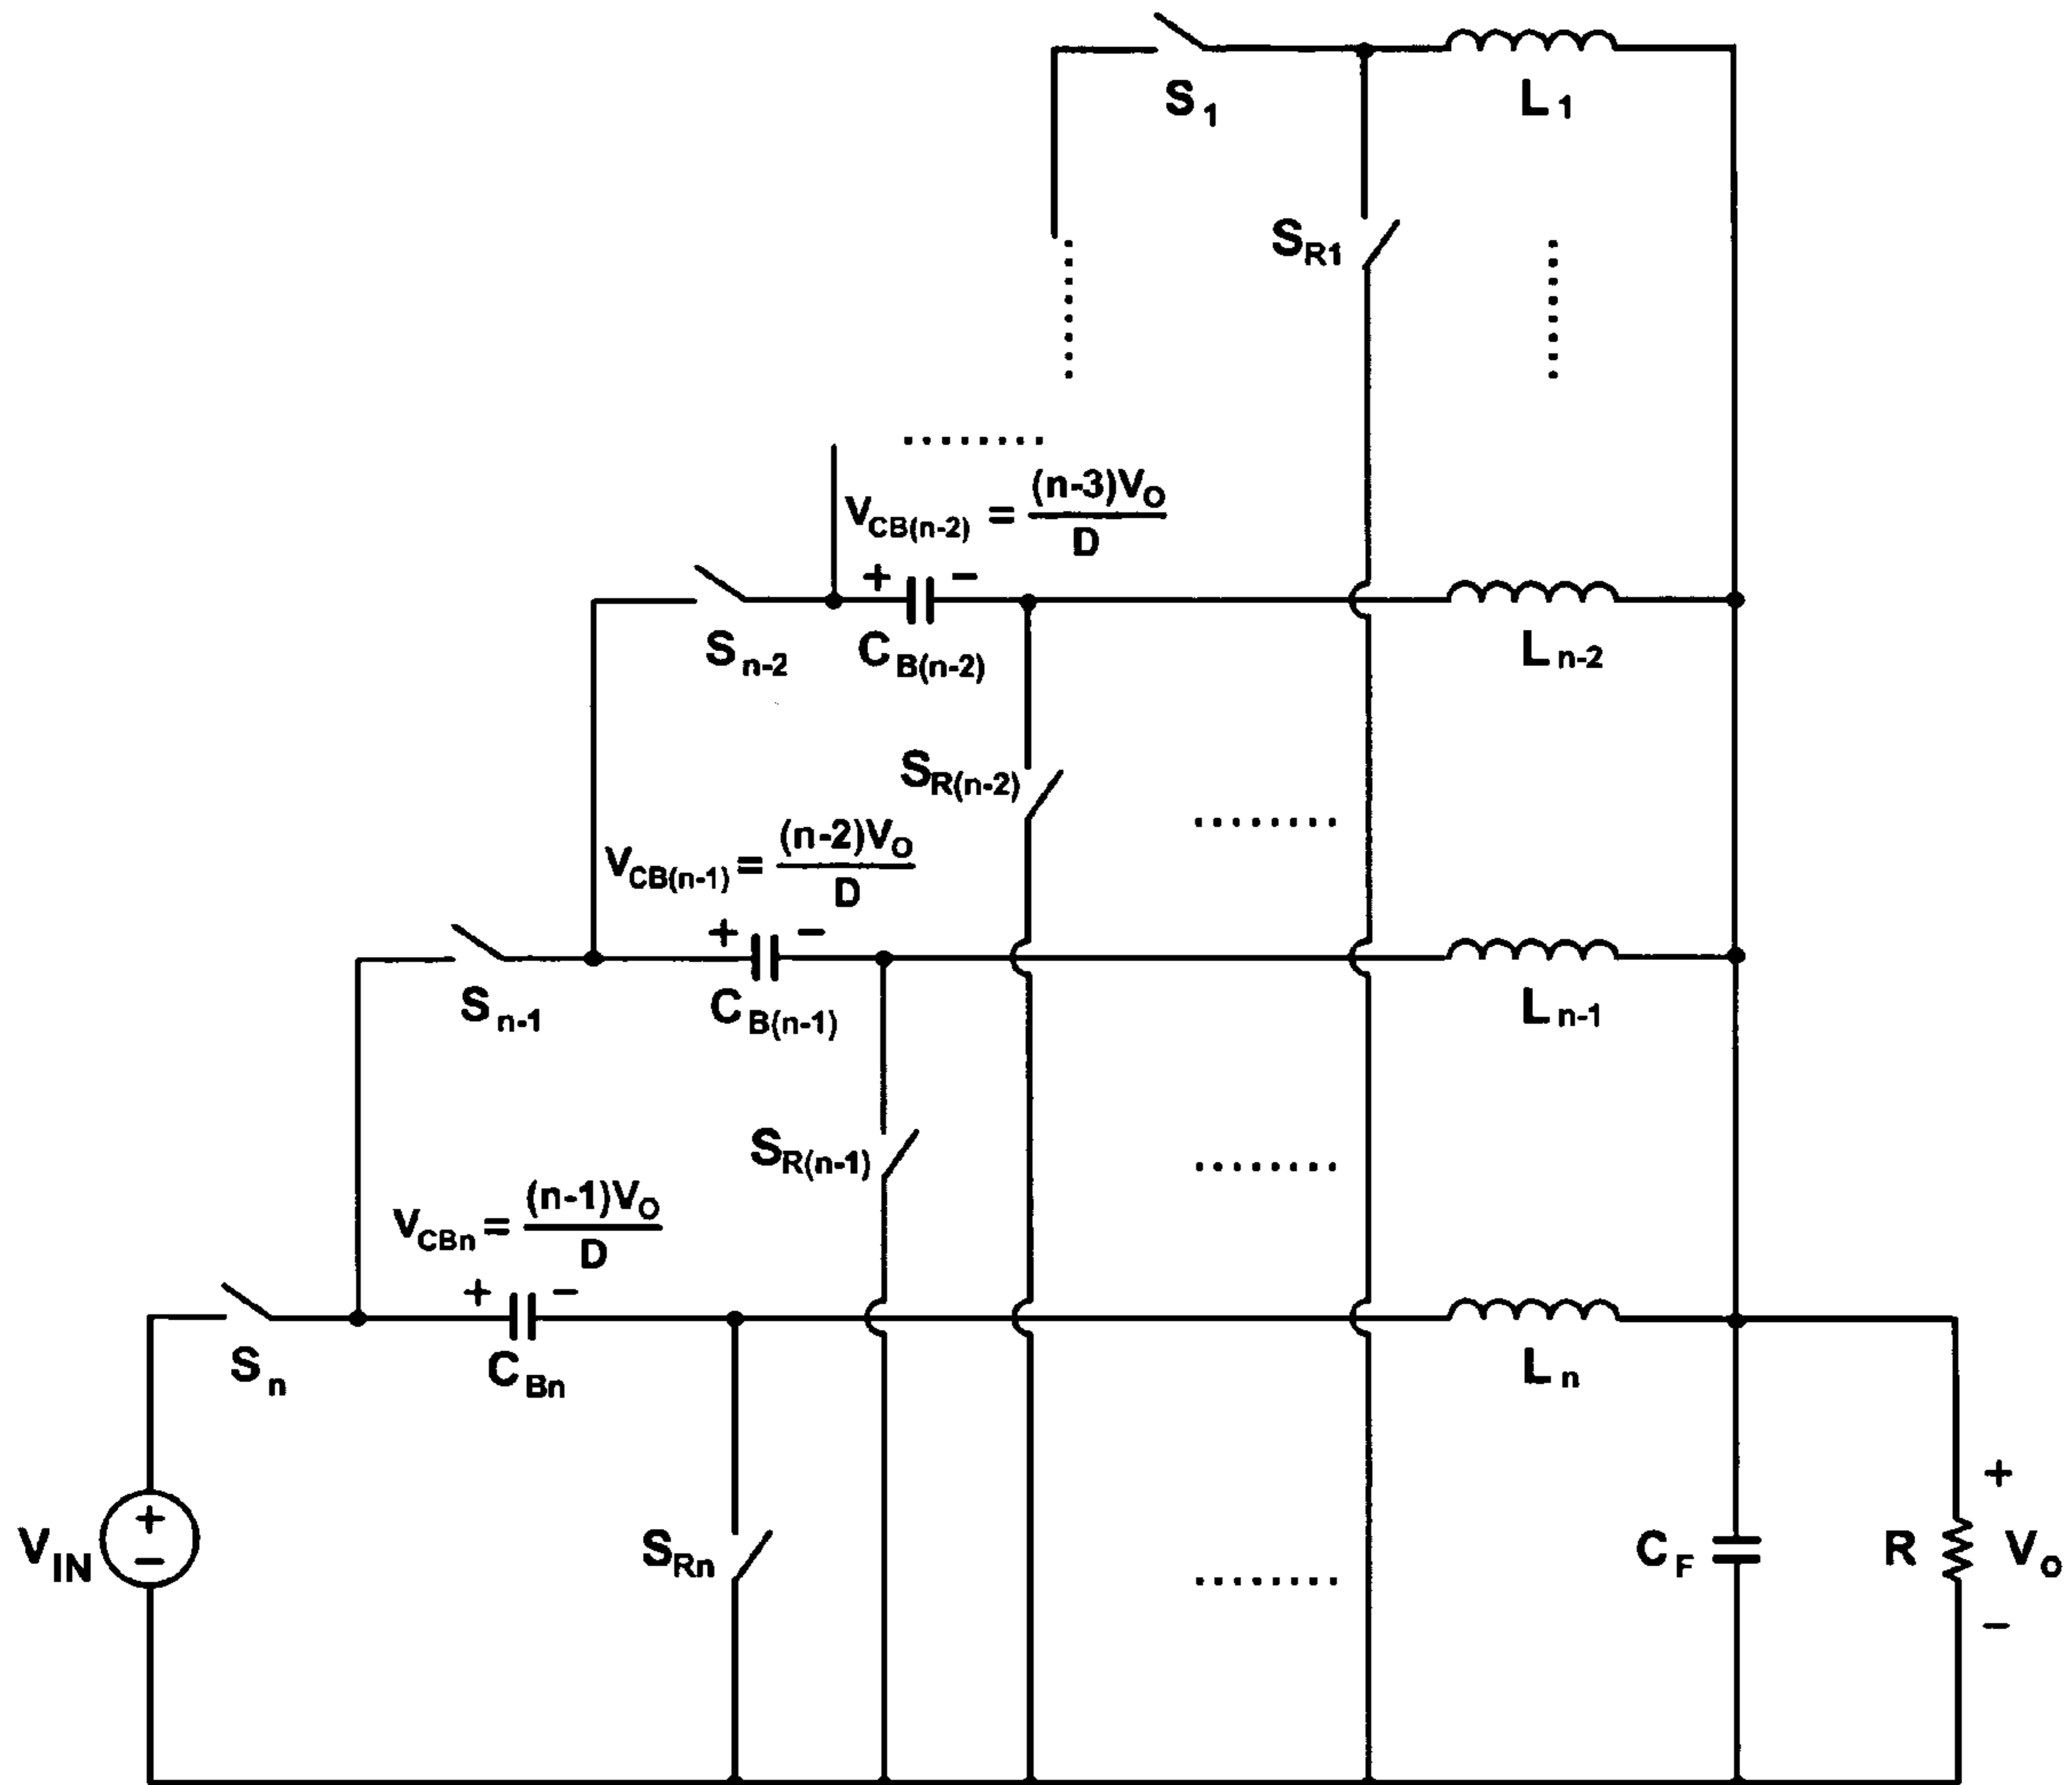 S1
L1
SR1
VCB(n-2) = (n-3)VO / D
+ −
Sn-2
CB(n-2)
Ln-2
SR(n-2)
VCB(n-1) = (n-2)VO / D
+ −
Sn-1
CB(n-1)
Ln-1
SR(n-1)
VCBn = (n-1)VO / D
+ −
Sn
CBn
Ln
+
−
VIN
SRn
CF
R
+
VO
−